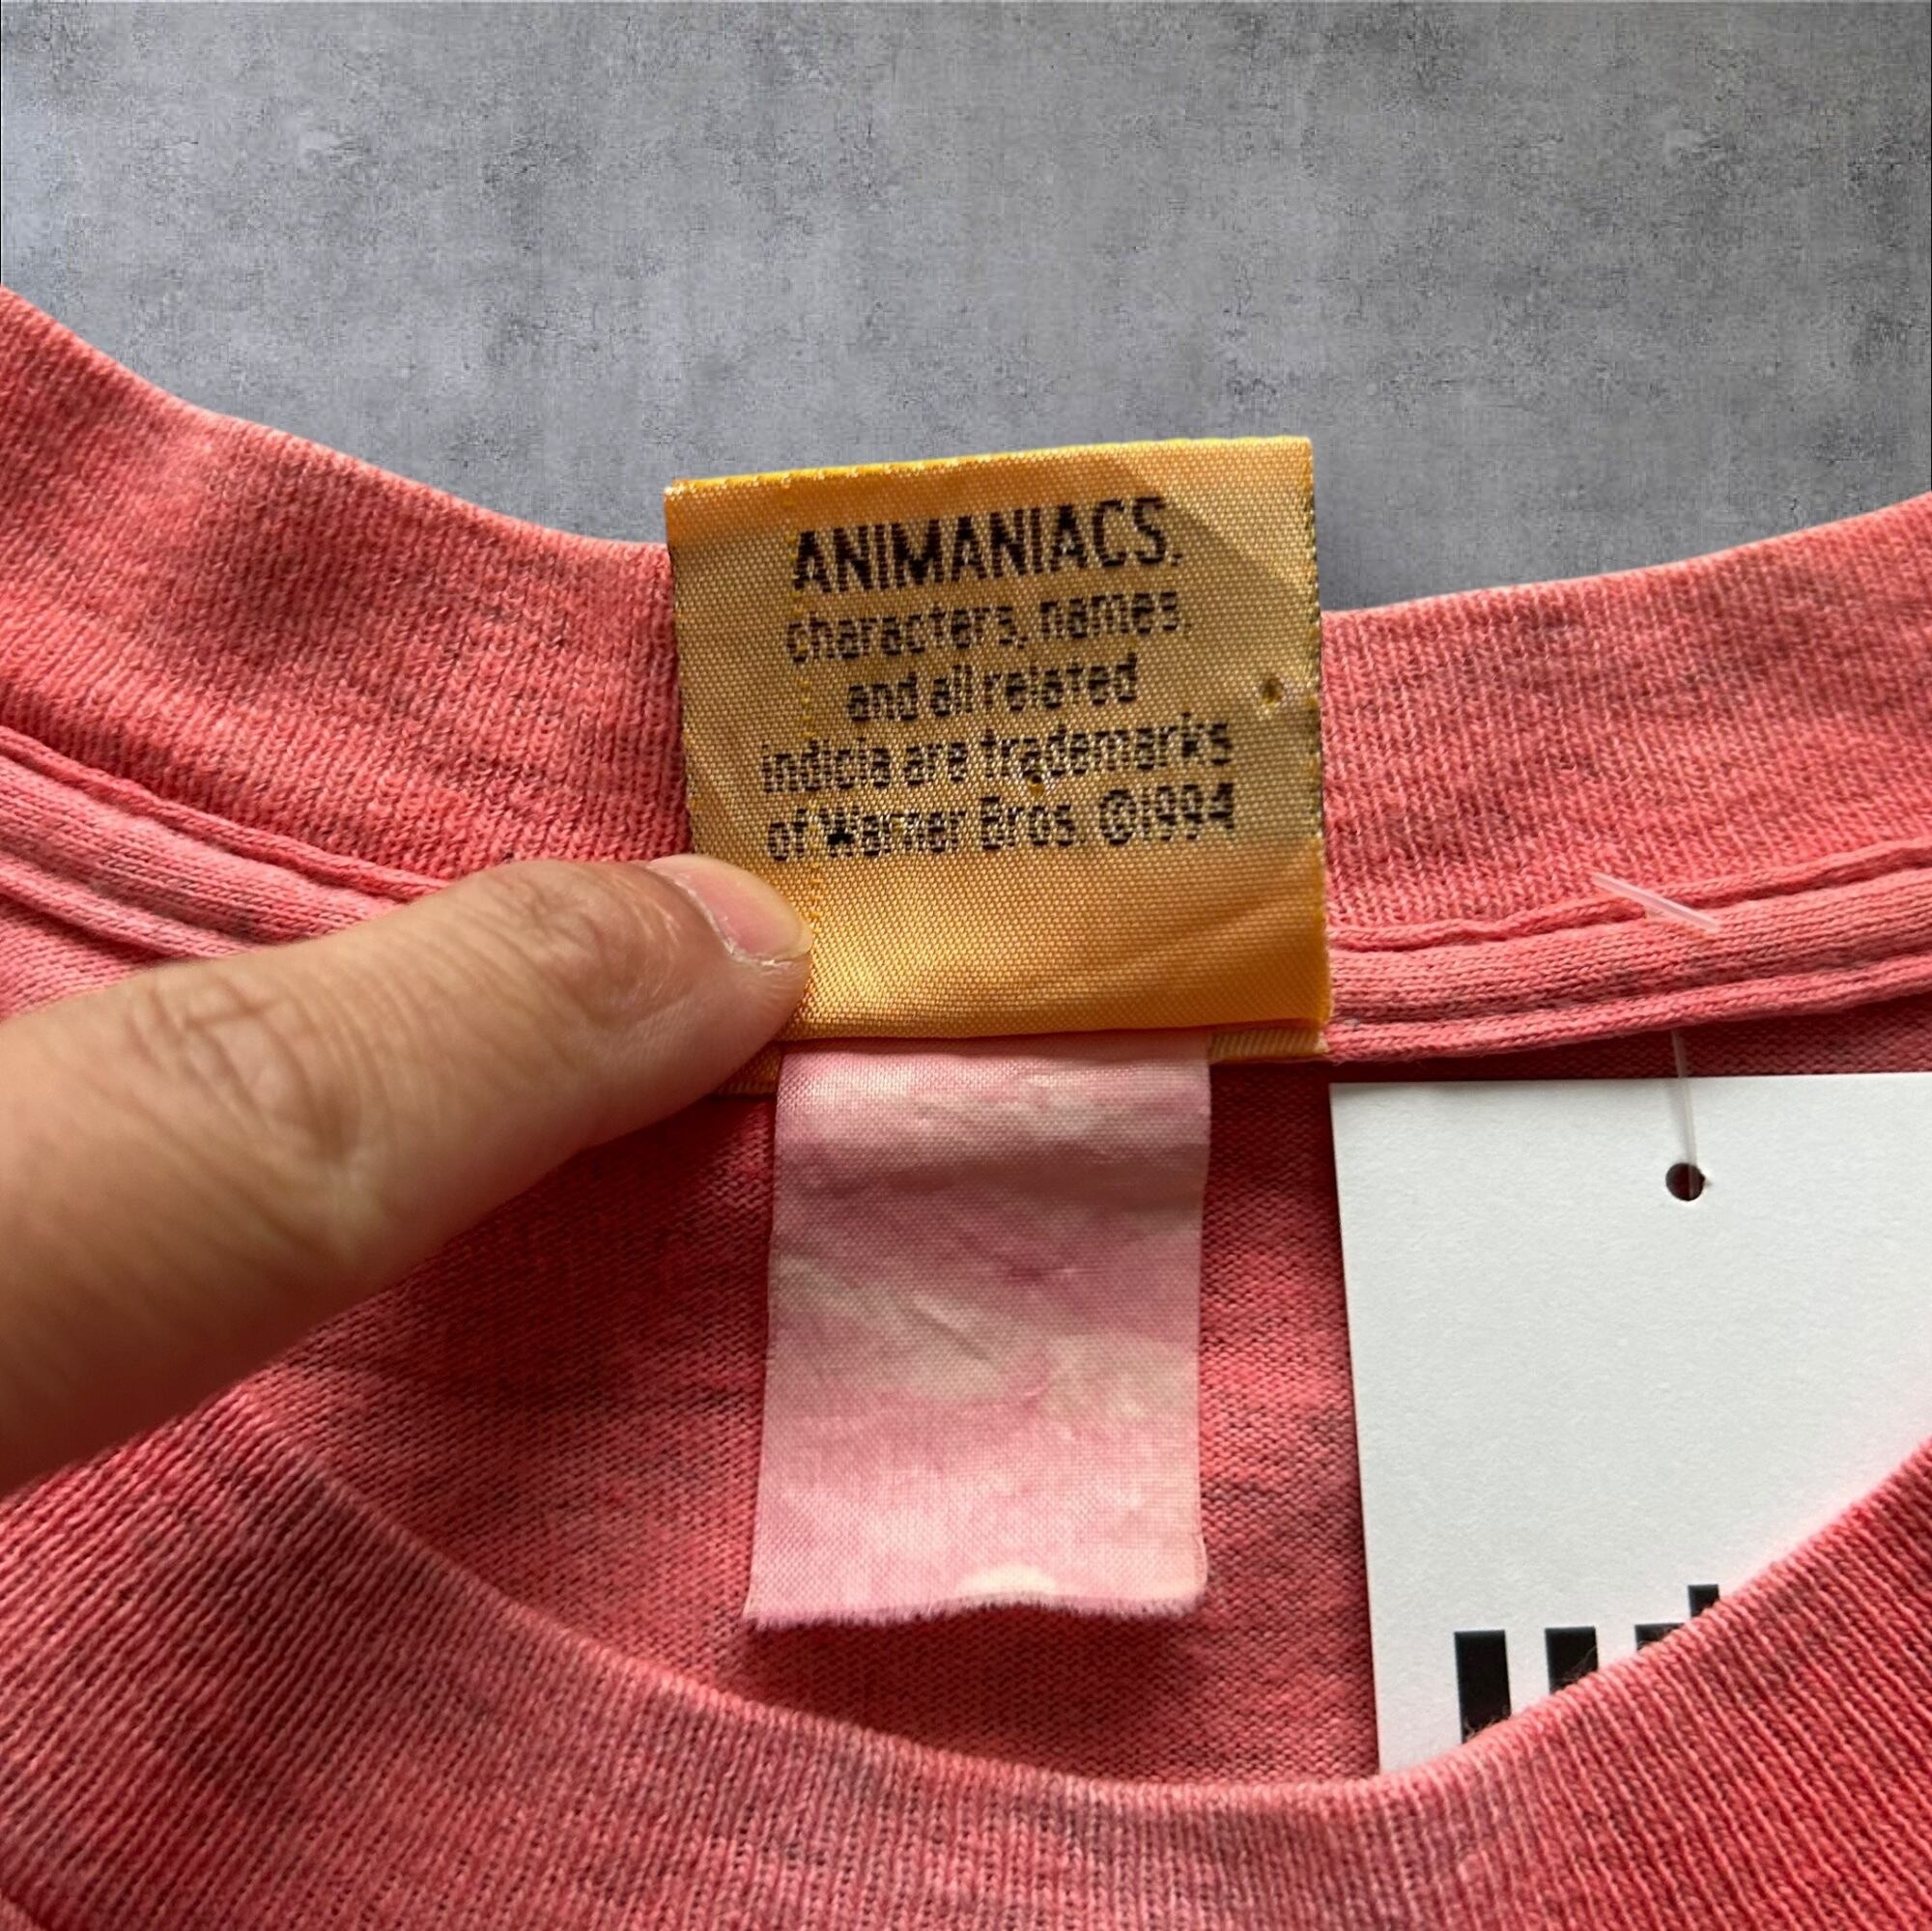 ANIMANIACS,
characters, names,
and all related
indicia are trademarks
of Warner Bros. ©1994